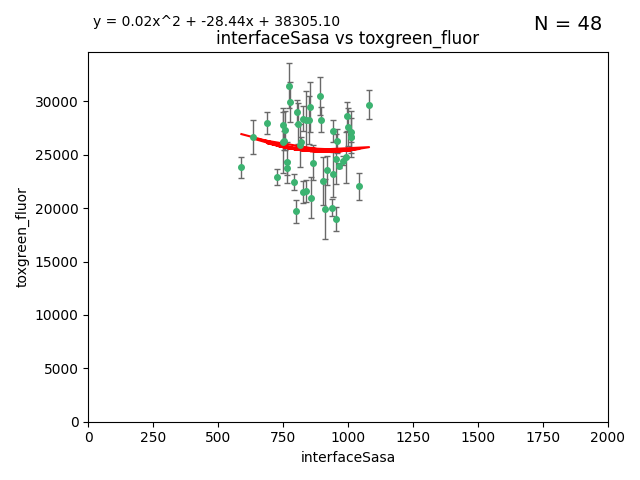 y = 0.02x^2 + -28.44x + 38305.10
N = 48
interfaceSasa vs toxgreen_fluor
30000
25000
20000
15000
10000
5000
0
toxgreen_fluor
0 250 500 750 1000 1250 1500 1750 2000
interfaceSasa